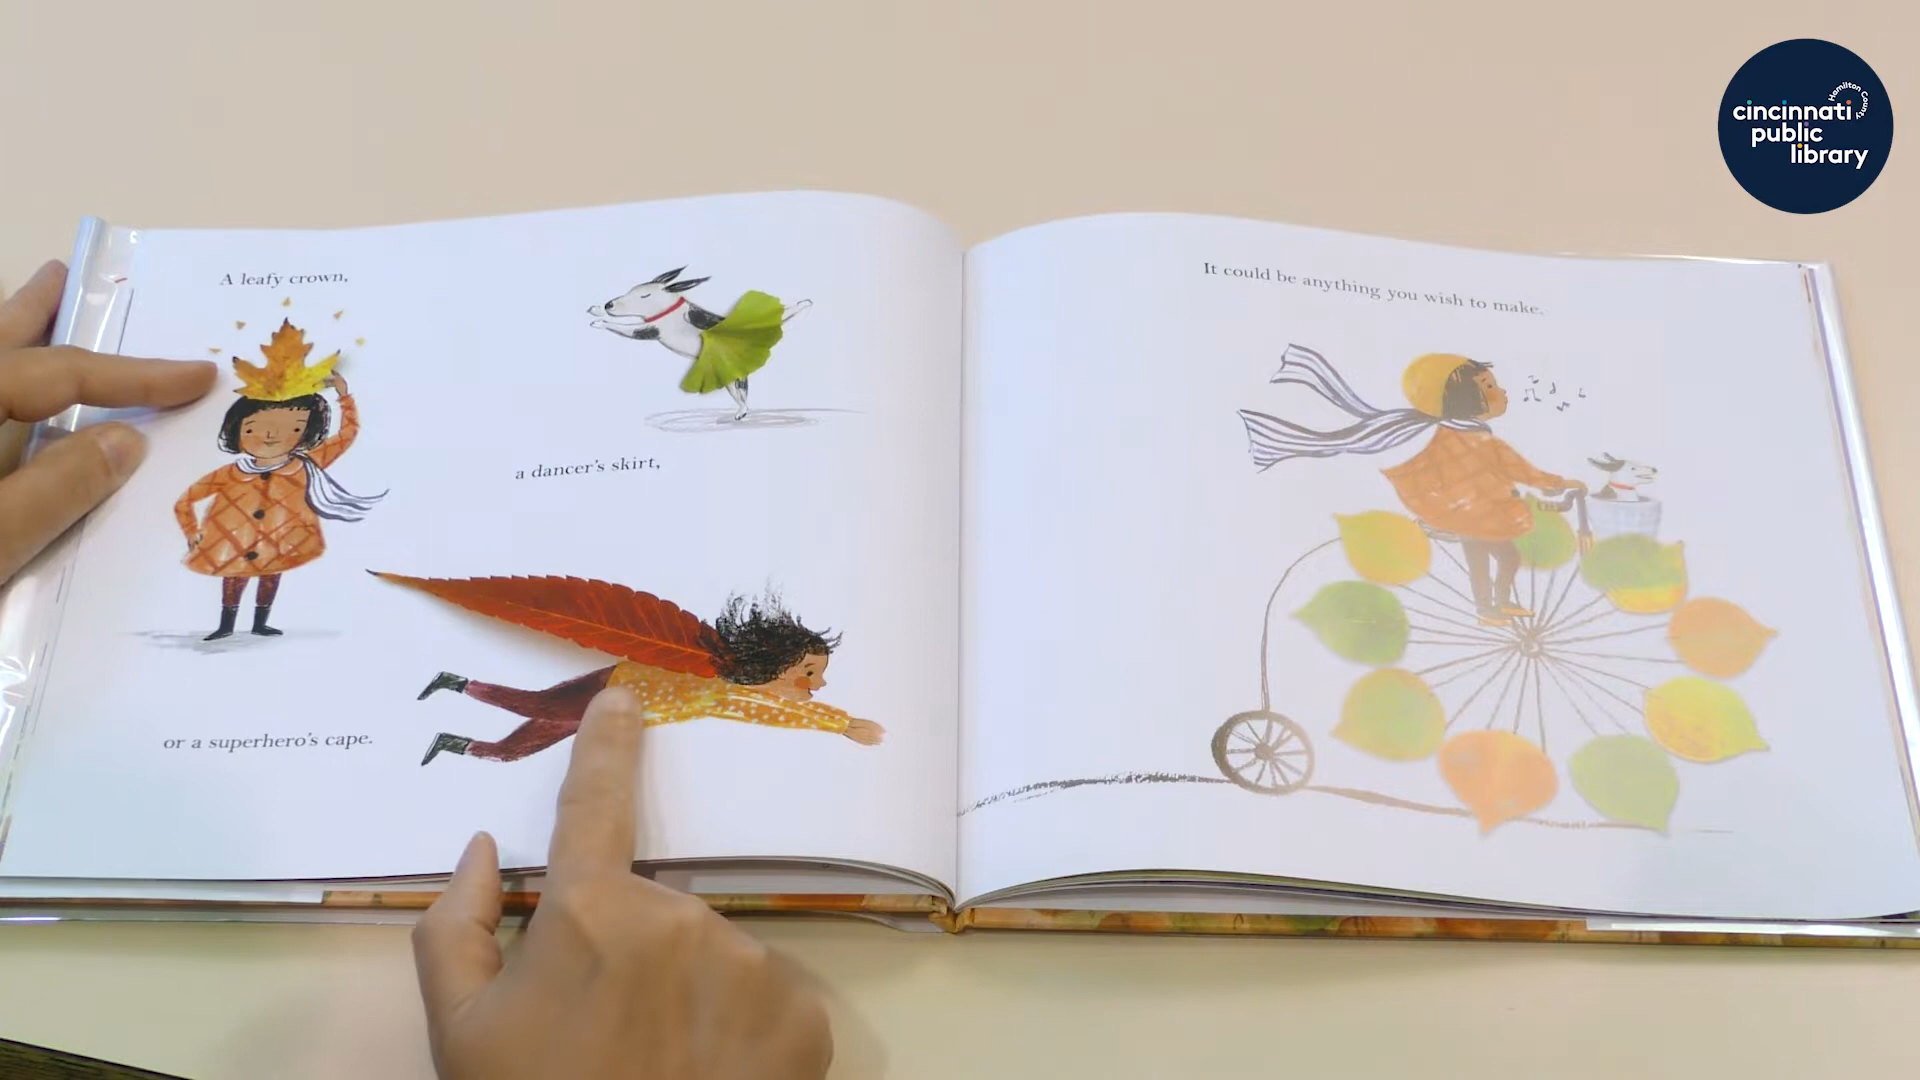 A leafy crown,
a dancer's skirt,
or a superhero's cape.
It could be anything you wish to make.
Hamilton County
cincinnati
public
library